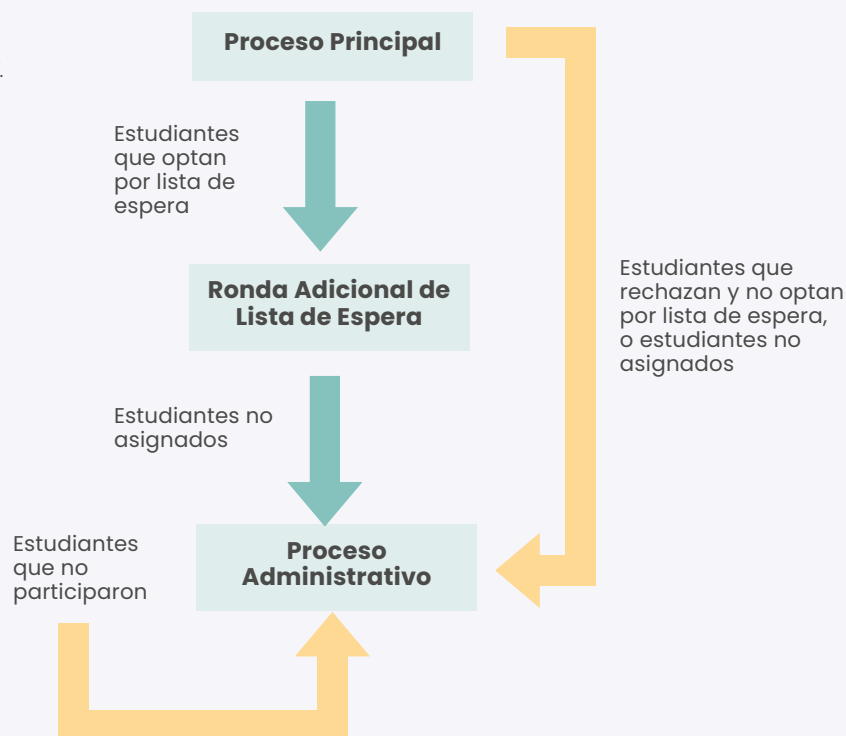 Proceso Principal
.
Estudiantes
que optan
por lista de
espera
Ronda Adicional de
Lista de Espera
Estudiantes que
rechazan y no optan
por lista de espera,
o estudiantes no
asignados
Estudiantes no
asignados
Estudiantes
que no
participaron
Proceso
Administrativo